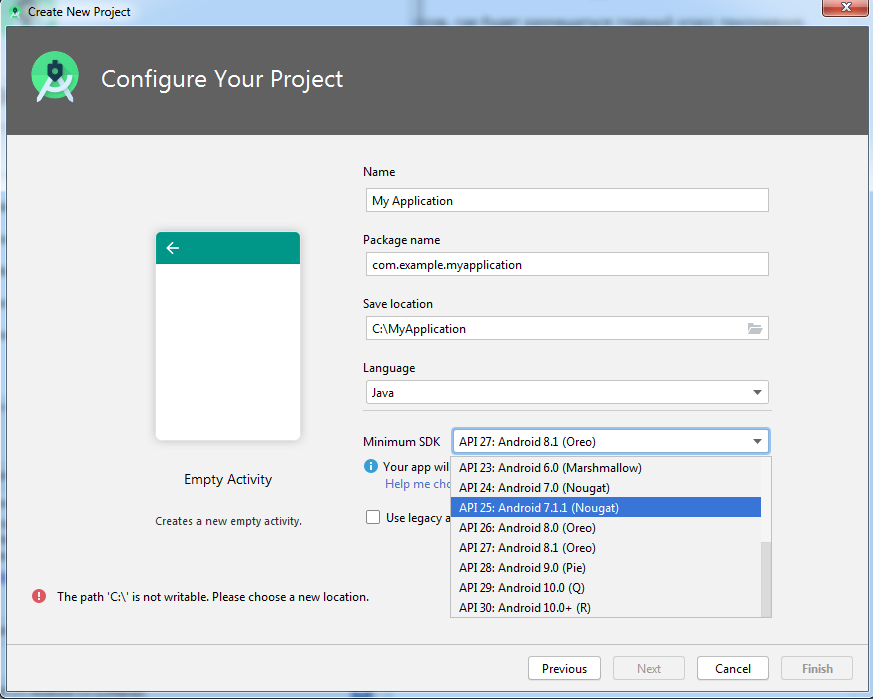 Create New Project
Configure Your Project
Name
My Application
Package name
com.example.myapplication
Save location
C:\MyApplication
Language
Java
Minimum SDK
API 27: Android 8.1 (Oreo)
Your app wil
Help me cho
API 23: Android 6.0 (Marshmallow)
API 24: Android 7.0 (Nougat)
API 25: Android 7.1.1 (Nougat)
API 26: Android 8.0 (Oreo)
API 27: Android 8.1 (Oreo)
API 28: Android 9.0 (Pie)
API 29: Android 10.0 (Q)
API 30: Android 10.0+ (R)
Use legacy a
Empty Activity
Creates a new empty activity.
The path 'C:\' is not writable. Please choose a new location.
Previous
Next
Cancel
Finish